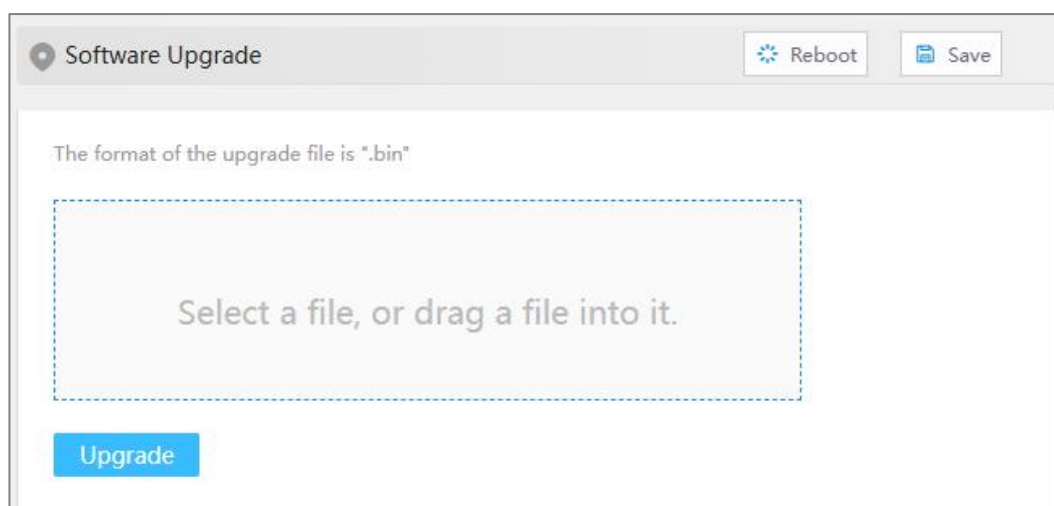 Software Upgrade
Reboot
Save
The format of the upgrade file is ".bin"
Select a file, or drag a file into it.
Upgrade